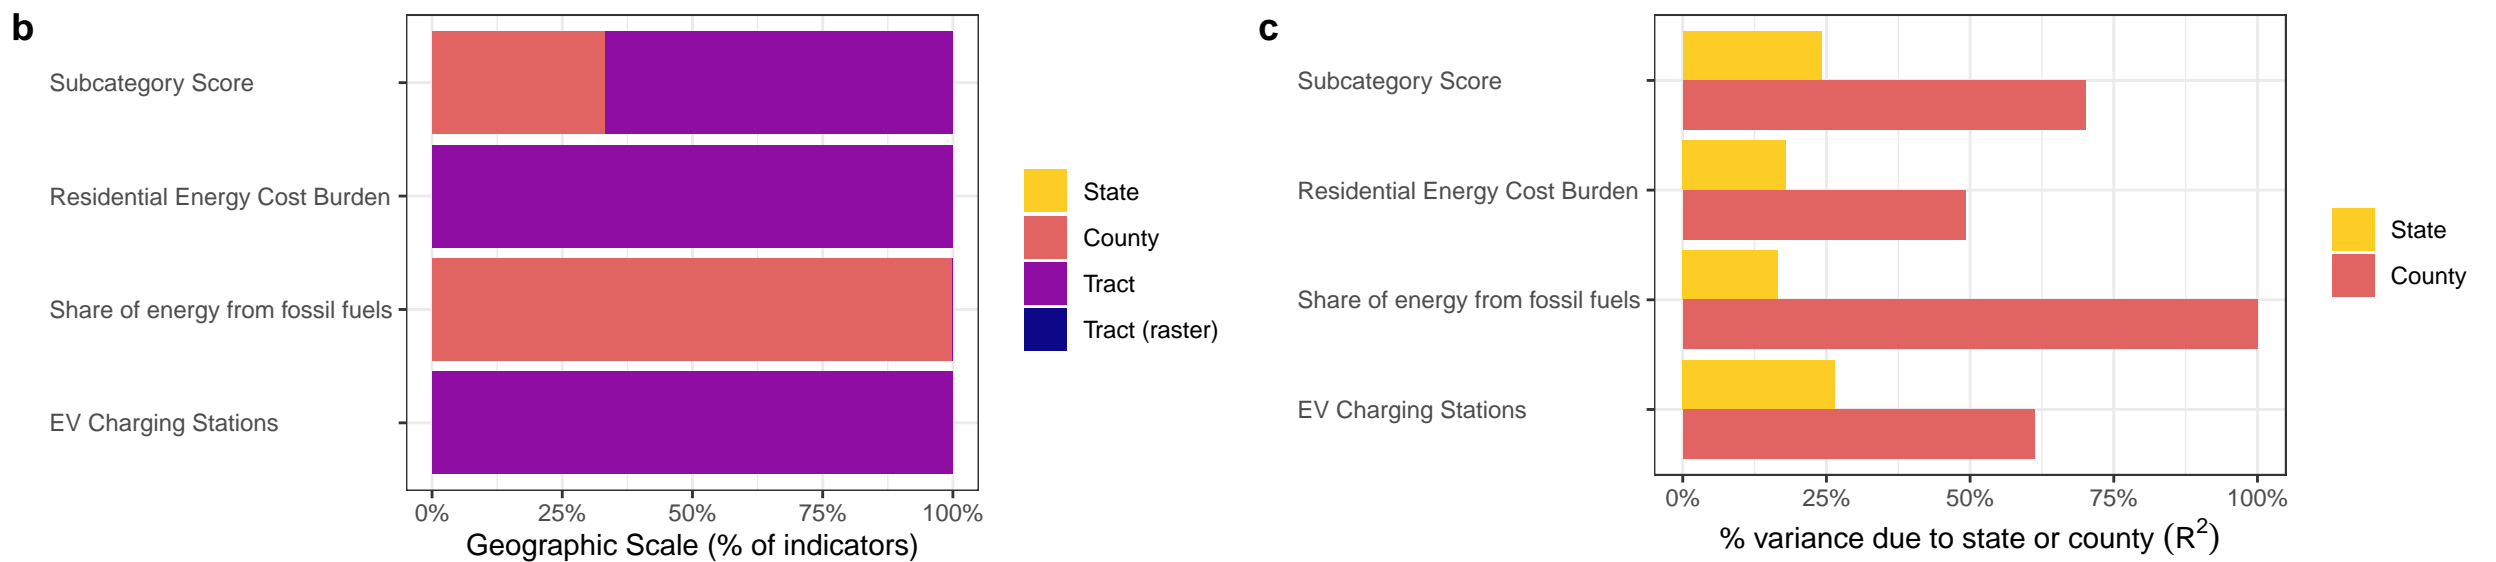 b
Subcategory Score
Residential Energy Cost Burden
Share of energy from fossil fuels
EV Charging Stations
0% 25% 50% 75% 100%
Geographic Scale (% of indicators)
State
County
Tract
Tract (raster)
c
Subcategory Score
Residential Energy Cost Burden
Share of energy from fossil fuels
EV Charging Stations
0% 25% 50% 75% 100%
% variance due to state or county (R²)
State
County